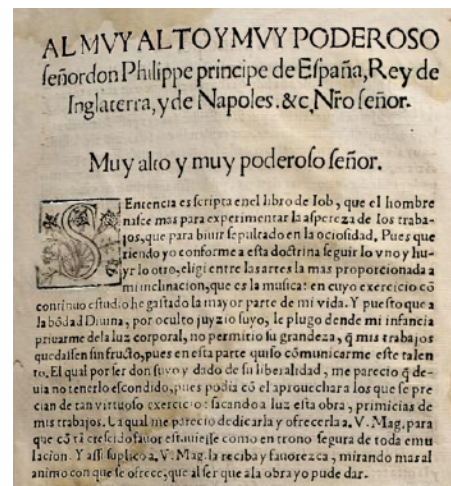 AL MVY ALTO Y MVY PODEROSO
ſeñor don Philippe principe de Eſpaña, Rey de
Inglaterra, y de Napoles. &c. Nr̃o ſeñor.
Muy alto y muy poderoſo ſeñor.
SEntencia es ſcripta enel libro de Iob, que el hombre
naſce mas para experimentar la aſpereza de los traba-
jos, que para biuir ſepultado en la ocioſidad. Pues que
riendo yo conforme a eſta doctrina ſeguir lo vno y hu-
yr lo otro, eligi entre las artes la mas proporcionada a
mi inclinacion, que es la muſica: en cuyo exercicio cõ
continuo eſtudio he gaſtado la mayor parte de mi vida. Y pueſto que a
la bõdad Diuina, por oculto juyzio ſuyo, le plugo dende mi infancia
priuarme dela luz corporal, no permitio ſu grandeza, q̃ mis trabajos
quedaſſen ſin fructo, pues en eſta parte quiſo cõmunicarme eſte talen
to. El qual por ſer don ſuyo y dado de ſu liberalidad, me parecio q̃ de-
uia no tenerlo eſcondido, pues podia cõ el aprouechar a los que ſe pre
cian de tan virtuoſo exercicio: ſacando a luz eſta obra, primicias de
mis trabajos. La qual me parecio dedicarla y ofrecerla a. V. Mag. para
que cõ tã creſcido fauor eſtuuieſſe como en trono ſegura de toda emu
lacion. Y aſſi ſuplico a. V. Mag. la reciba y fauorezca, mirando mas al
animo con que ſe ofrece, que al ſer que ala obra yo pude dar.